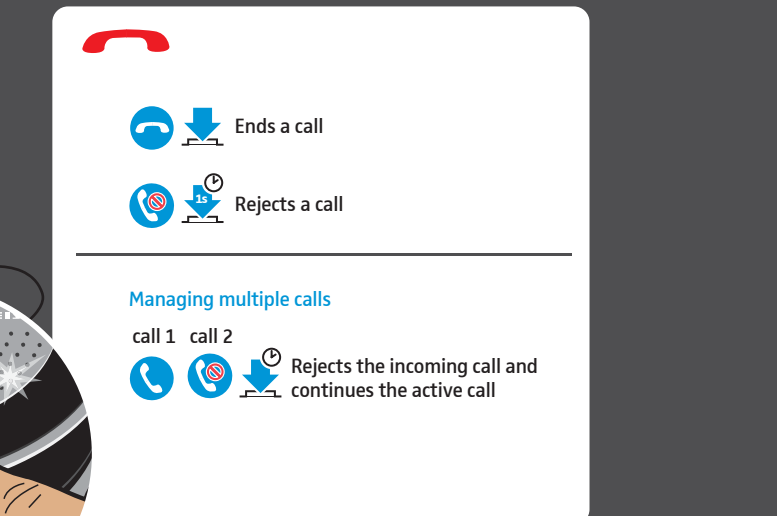 Ends a call
1s
Rejects a call
Managing multiple calls
call 1 call 2
Rejects the incoming call and
continues the active call